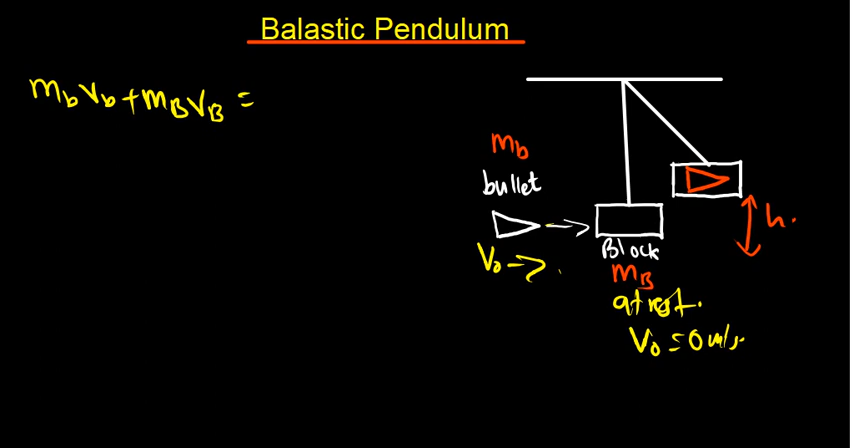 Balastic Pendulum
mbVb + mBVB =
mb
bullet
V0 →
Block
mB
at rest.
V0 = 0 m/s.
h.